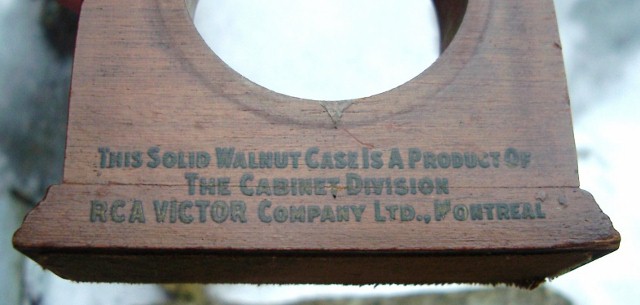 This Solid Walnut Case Is A Product Of
The Cabinet Division
RCA VICTOR Company Ltd., Montreal